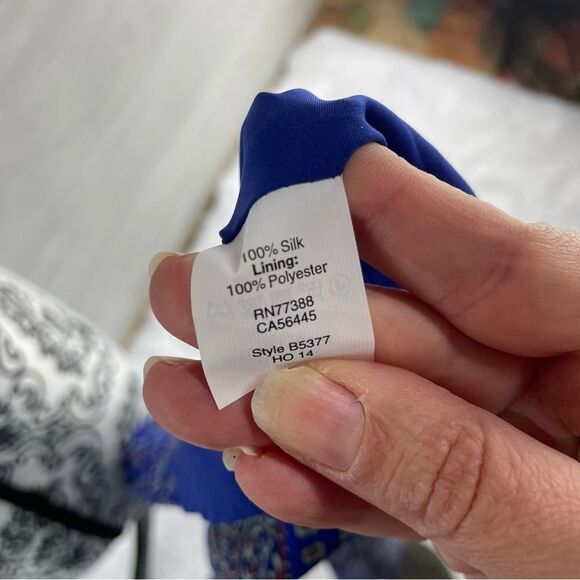 100% Silk
Lining:
100% Polyester
RN77388
CA56445
Style B5377
HO 14